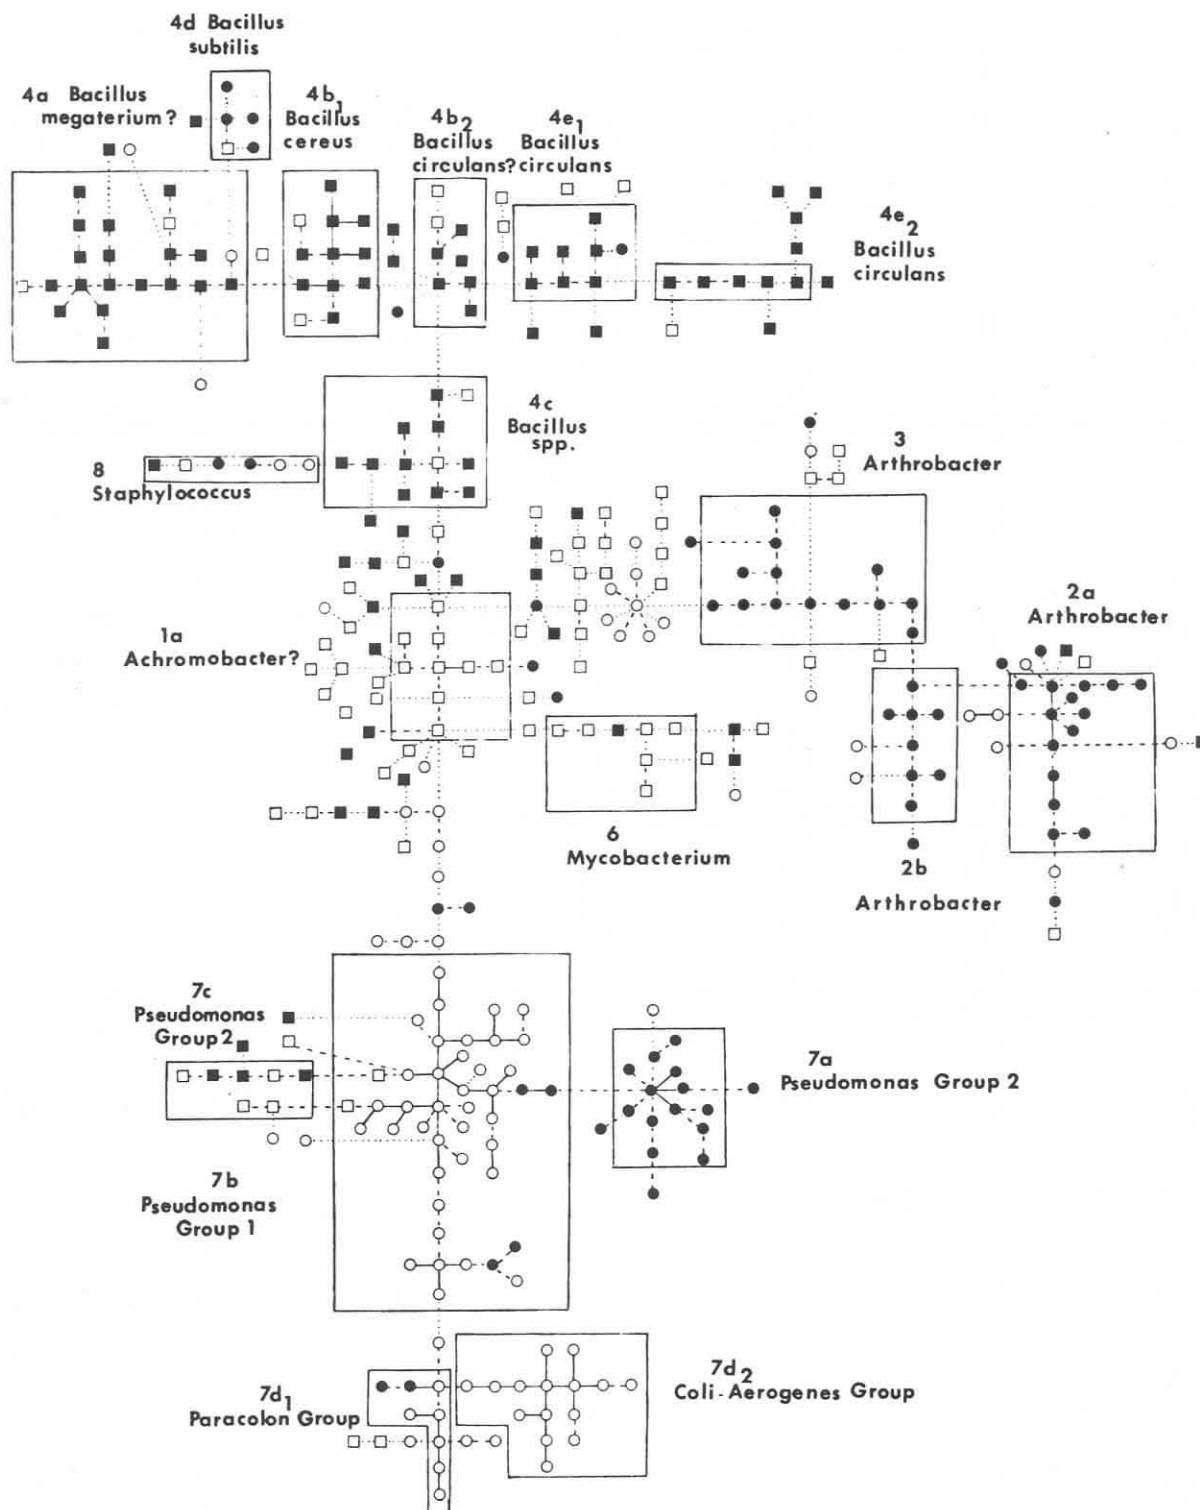 4d Bacillus
subtilis
4a Bacillus
megaterium?
4b1
Bacillus
cereus
4b2
Bacillus
circulans?
4e1
Bacillus
circulans
4e2
Bacillus
circulans
4c
Bacillus
spp.
8
Staphylococcus
3
Arthrobacter
2a
Arthrobacter
1a
Achromobacter?
6
Mycobacterium
2b
Arthrobacter
7c
Pseudomonas
Group 2
7a
Pseudomonas Group 2
7b
Pseudomonas
Group 1
7d2
Coli-Aerogenes Group
7d1
Paracolon Group